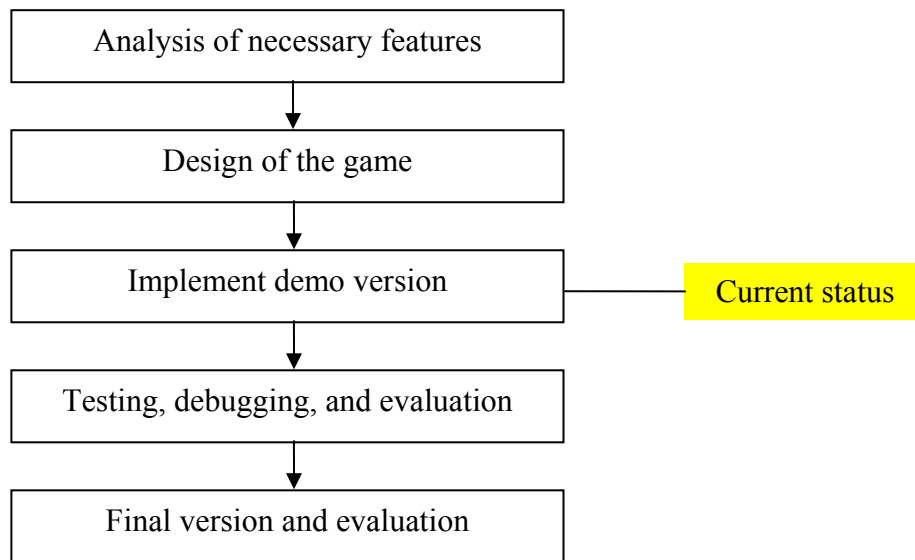 Analysis of necessary features
Design of the game
Implement demo version
Current status
Testing, debugging, and evaluation
Final version and evaluation